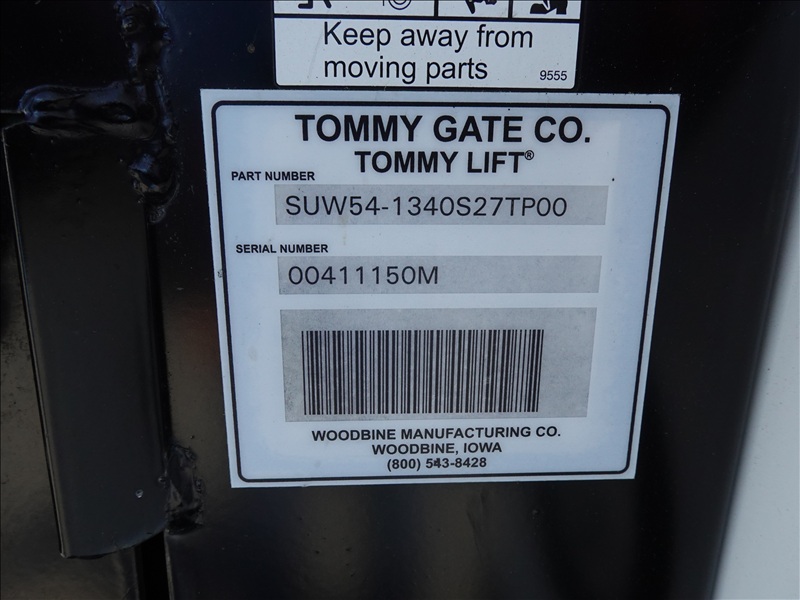 Keep away from
moving parts
9555
TOMMY GATE CO.
TOMMY LIFT®
PART NUMBER
SUW54-1340S27TP00
SERIAL NUMBER
00411150M
WOODBINE MANUFACTURING CO.
WOODBINE, IOWA
(800) 543-8428